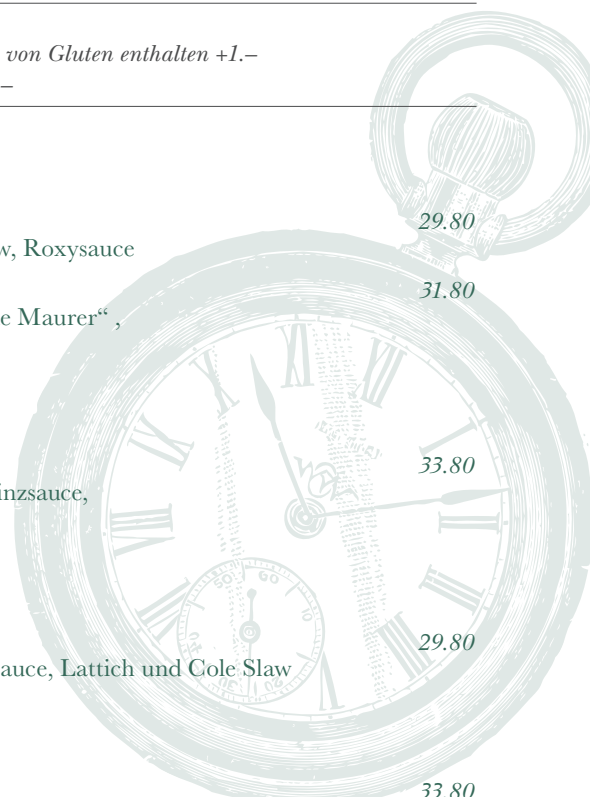 von Gluten enthalten +1.–
–
29.80
w, Roxysauce
31.80
e Maurer“ ,
33.80
inzsauce,
29.80
auce, Lattich und Cole Slaw
33.80